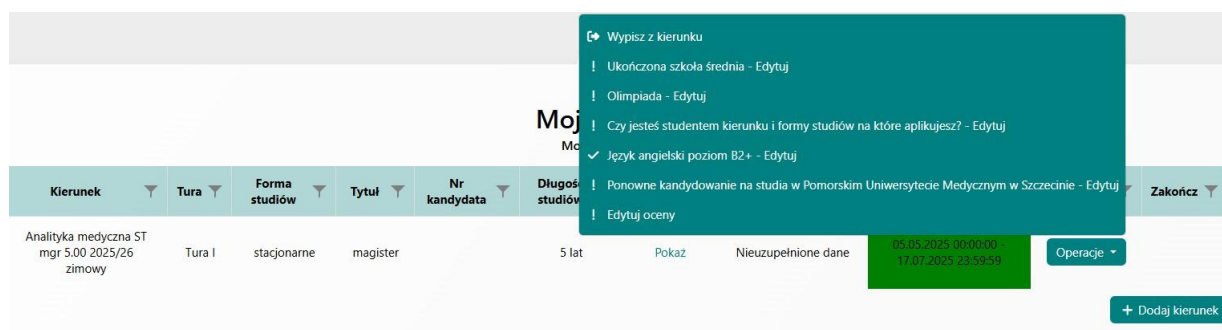 Wypisz z kierunku
! Ukończona szkoła średnia - Edytuj
! Olimpiada - Edytuj
! Czy jesteś studentem kierunku i formy studiów na które aplikujesz? - Edytuj
✓ Język angielski poziom B2+ - Edytuj
! Ponowne kandydowanie na studia w Pomorskim Uniwersytecie Medycznym w Szczecinie - Edytuj
! Edytuj oceny
Moj
Mo
Kierunek
Tura
Forma
studiów
Tytuł
Nr
kandydata
Długoś
studiów
Zakończ
Analityka medyczna ST
mgr 5.00 2025/26
zimowy
Tura I
stacjonarne
magister
5 lat
Pokaż
Nieuzupełnione dane
05.05.2025 00:00:00 -
17.07.2025 23:59:59
Operacje
+ Dodaj kierunek